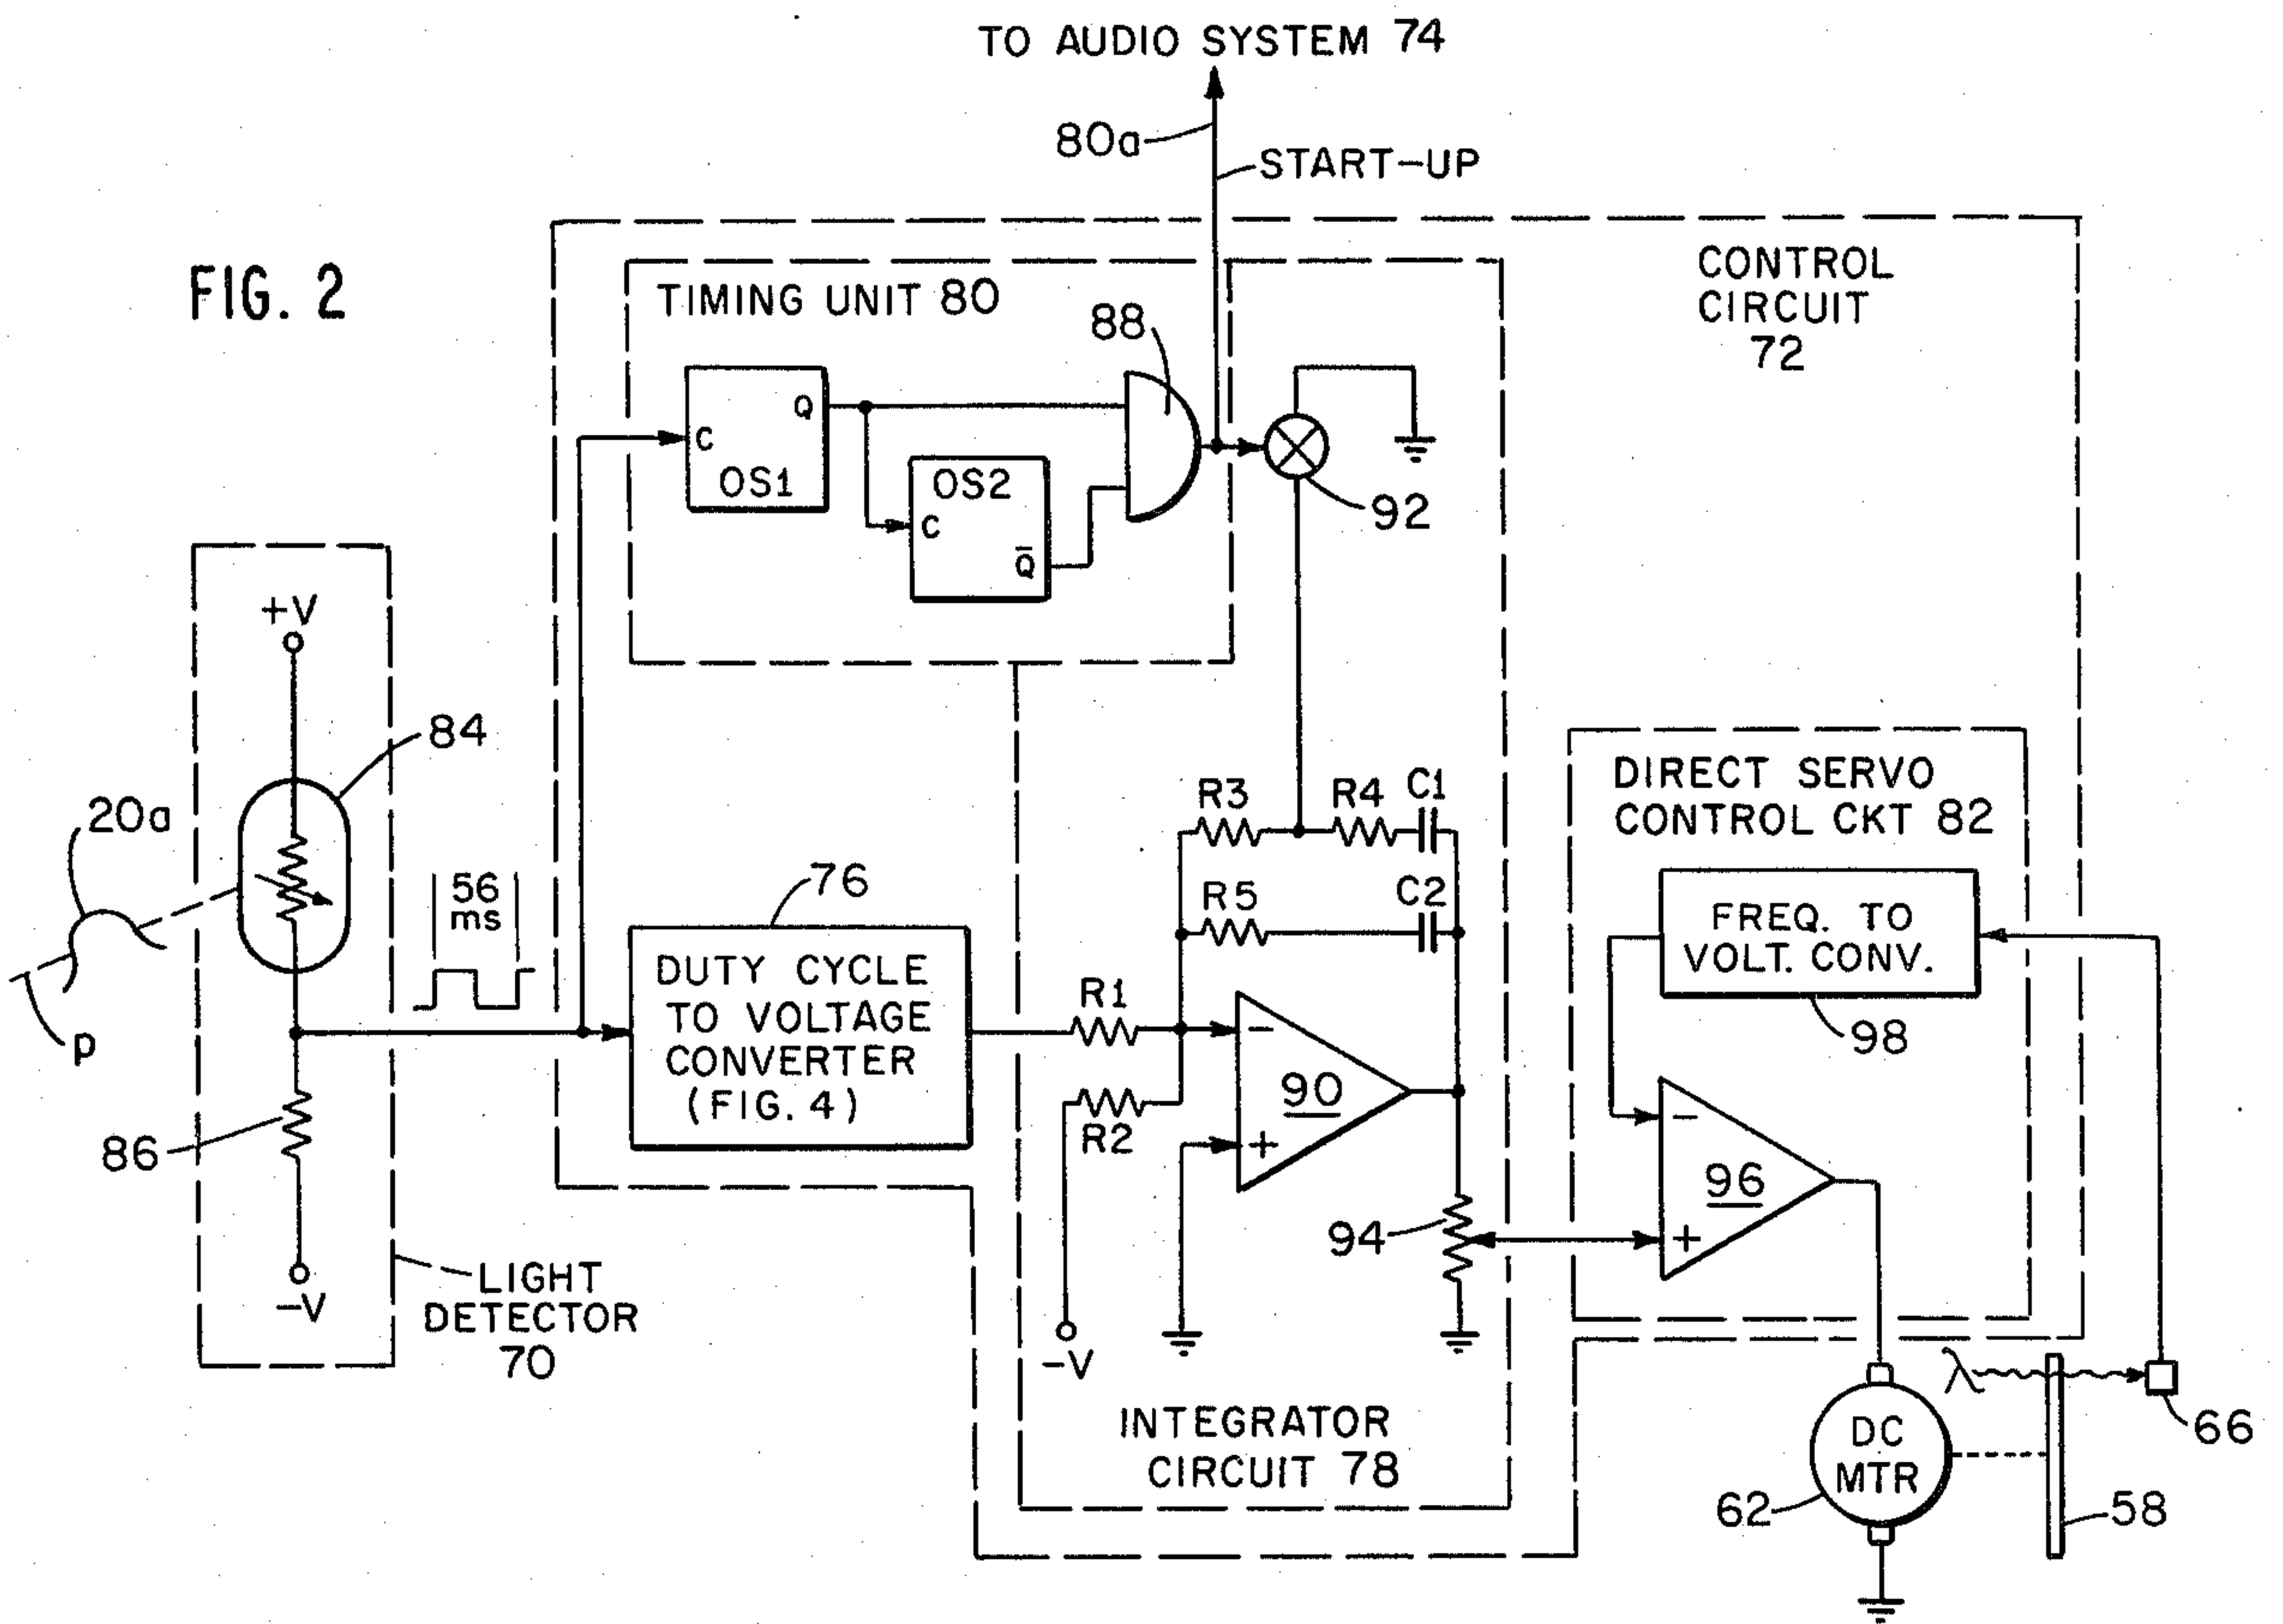 TO AUDIO SYSTEM 74
80a
START-UP
FIG. 2
CONTROL
CIRCUIT
72
TIMING UNIT 80
88
Q
C
OS1
OS2
C
Q̅
92
+V
84
20a
p
56
ms
86
-V
LIGHT
DETECTOR
70
76
DUTY CYCLE
TO VOLTAGE
CONVERTER
(FIG. 4)
R3
R4
C1
R5
C2
R1
R2
-
+
90
94
-V
INTEGRATOR
CIRCUIT 78
DIRECT SERVO
CONTROL CKT 82
FREQ. TO
VOLT. CONV.
98
-
96
+
λ
66
DC
MTR
62
58